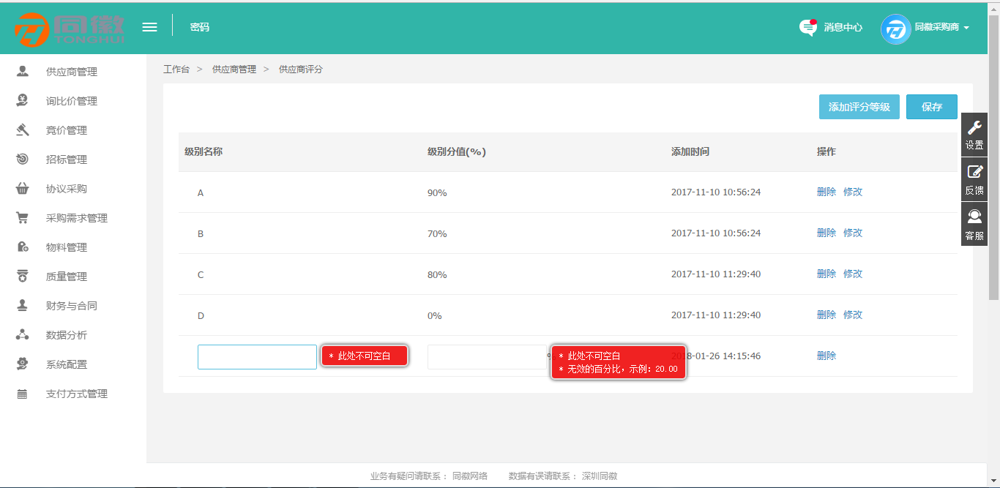 同徽
TONGHUI
密码
消息中心
同徽采购商
供应商管理
询比价管理
竞价管理
招标管理
协议采购
采购需求管理
物料管理
质量管理
财务与合同
数据分析
系统配置
支付方式管理
工作台 > 供应商管理 > 供应商评分
添加评分等级 保存
级别名称 级别分值(%) 添加时间 操作
A 90% 2017-11-10 10:56:24 删除 修改
B 70% 2017-11-10 10:56:24 删除 修改
C 80% 2017-11-10 11:29:40 删除 修改
D 0% 2017-11-10 11:29:40 删除 修改
* 此处不可空白 % * 此处不可空白 2018-01-26 14:15:46 删除
* 无效的百分比，示例：20.00
设置
反馈
客服
业务有疑问请联系： 同徽网络 数据有误请联系： 深圳同徽